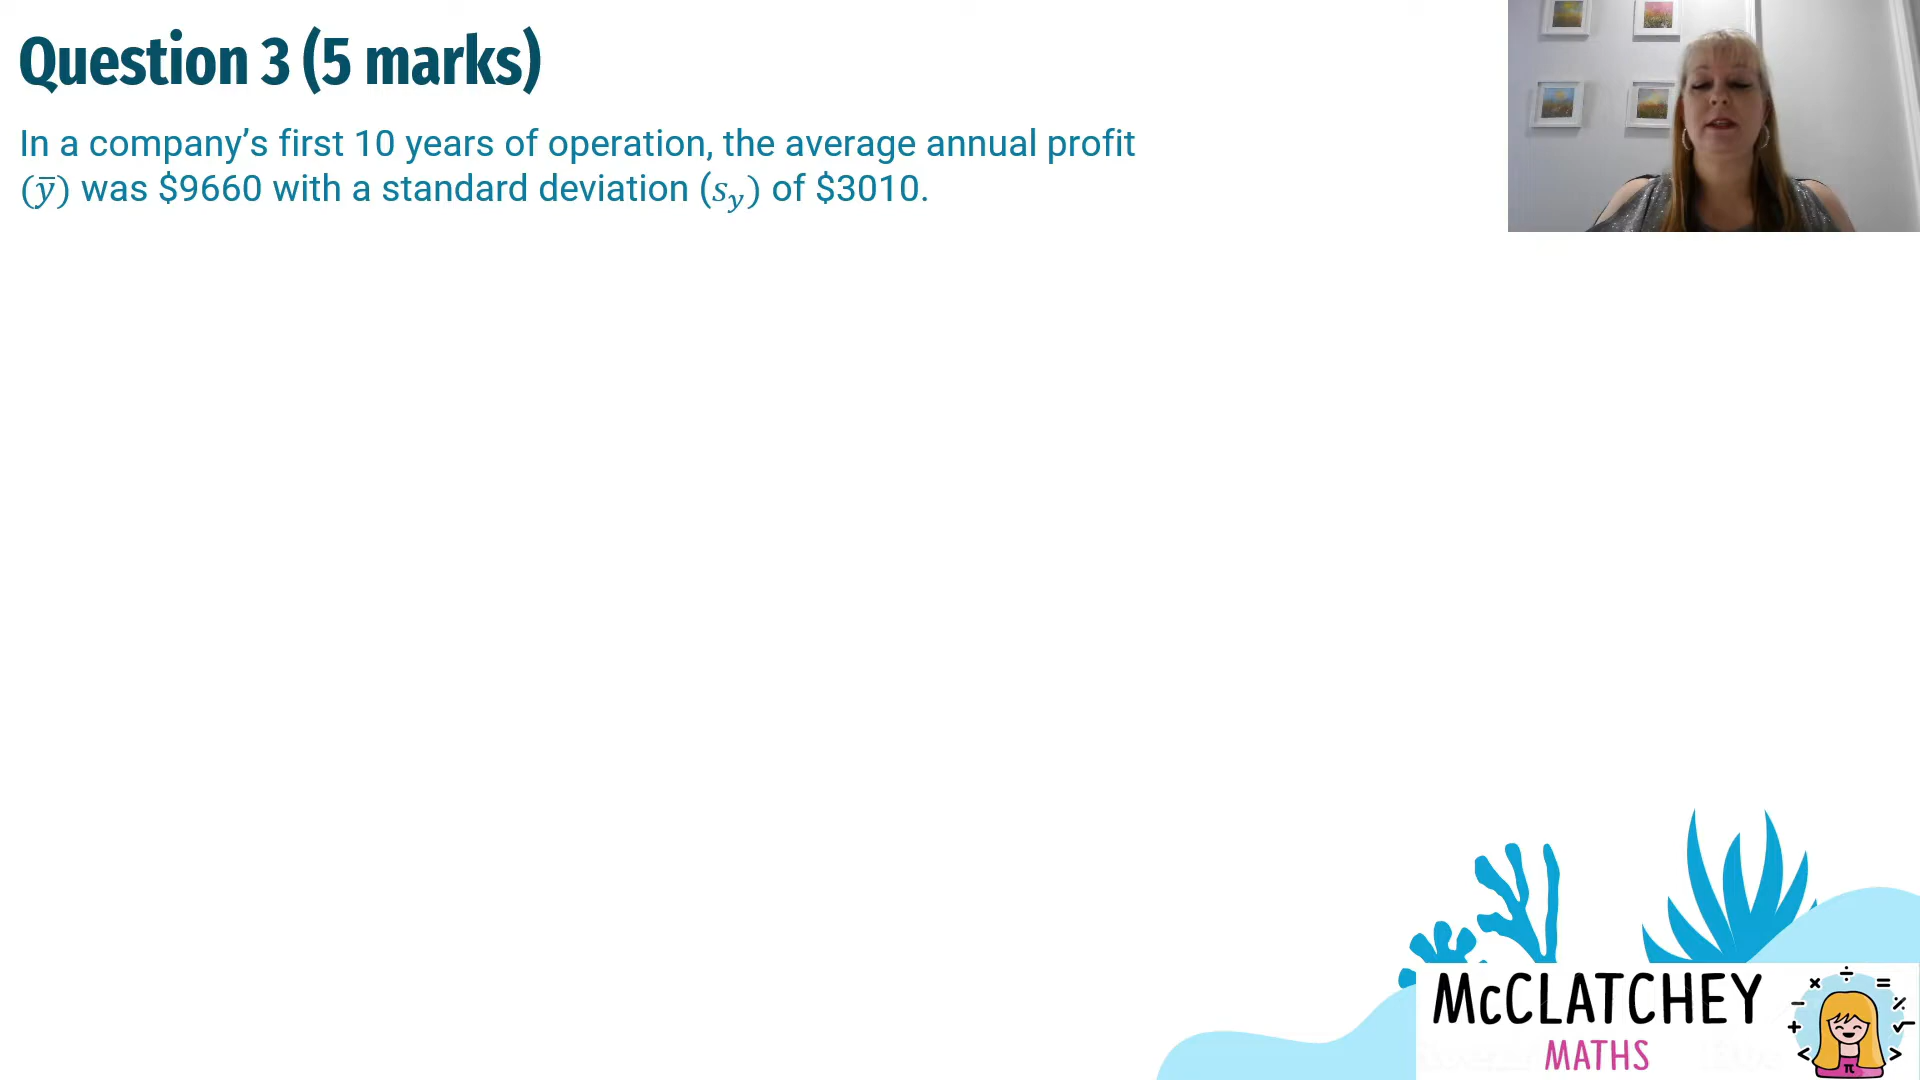 Question 3 (5 marks)
In a company’s first 10 years of operation, the average annual profit
(ȳ) was $9660 with a standard deviation (s_y) of $3010.
McCLATCHEY
MATHS